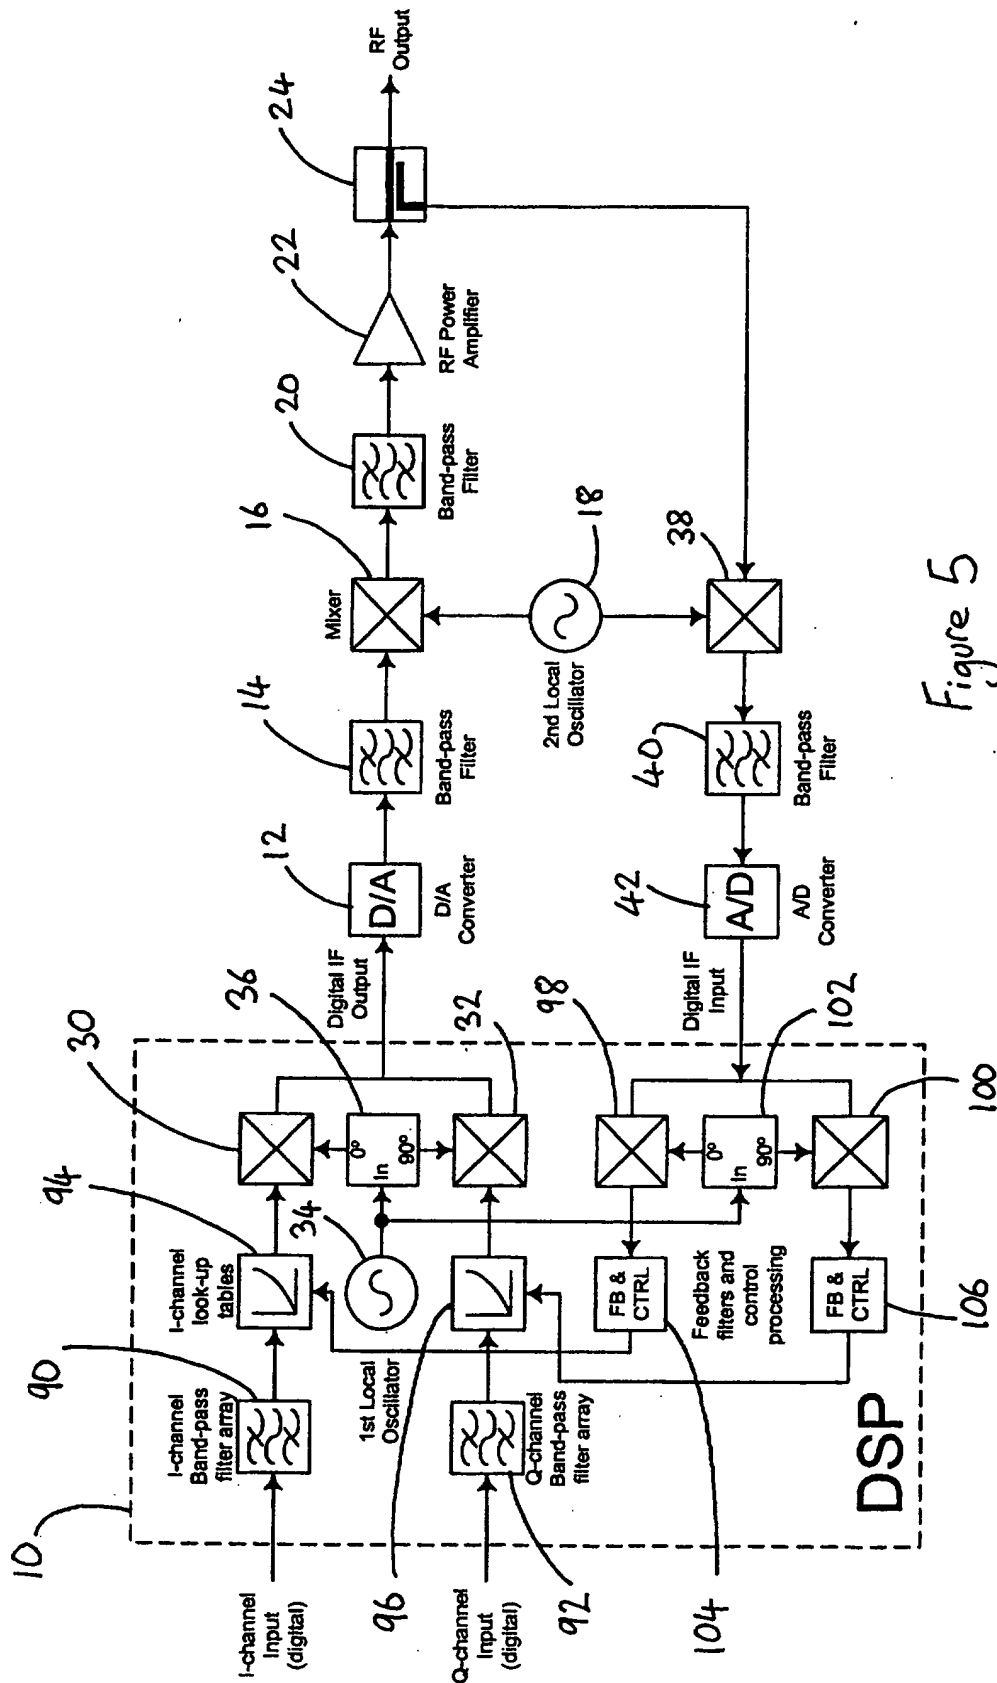 10
I-channel
Input
(digital)
90
I-channel
Band-pass
filter array
94
I-channel
look-up
tables
30
34
1st Local
Oscillator
36
0º
In
90º
Q-channel
Input
(digital)
92
Q-channel
Band-pass
filter array
96
32
Digital IF
Output
12
D/A
D/A
Converter
14
Band-pass
Filter
16
Mixer
18
2nd Local
Oscillator
20
Band-pass
Filter
22
RF Power
Amplifier
24
RF
Output
38
40
Band-pass
Filter
42
A/D
A/D
Converter
Digital IF
Input
98
102
0º
In
90º
100
104
FB &
CTRL
Feedback
filters and
control
processing
FB &
CTRL
106
DSP
Figure 5